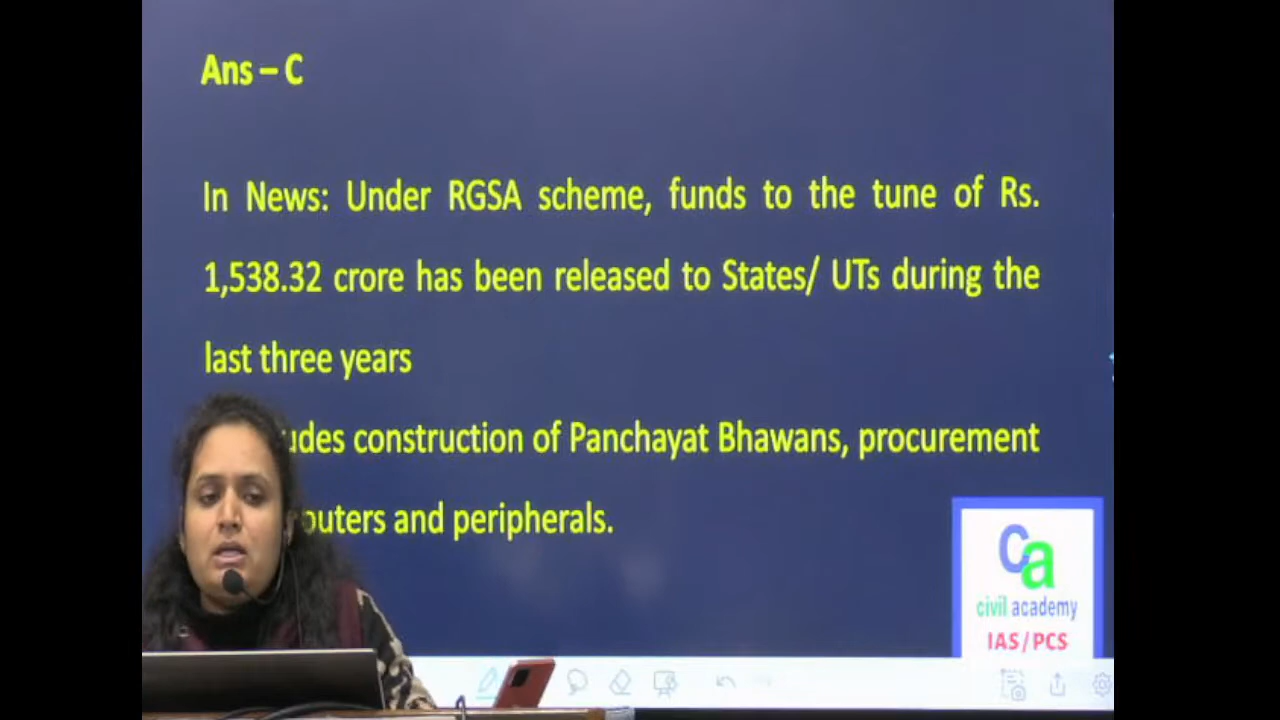 Ans – C
In News: Under RGSA scheme, funds to the tune of Rs.
1,538.32 crore has been released to States/ UTs during the
last three years
construction of Panchayat Bhawans, procurement
and peripherals.
ca
civil academy
IAS/PCS